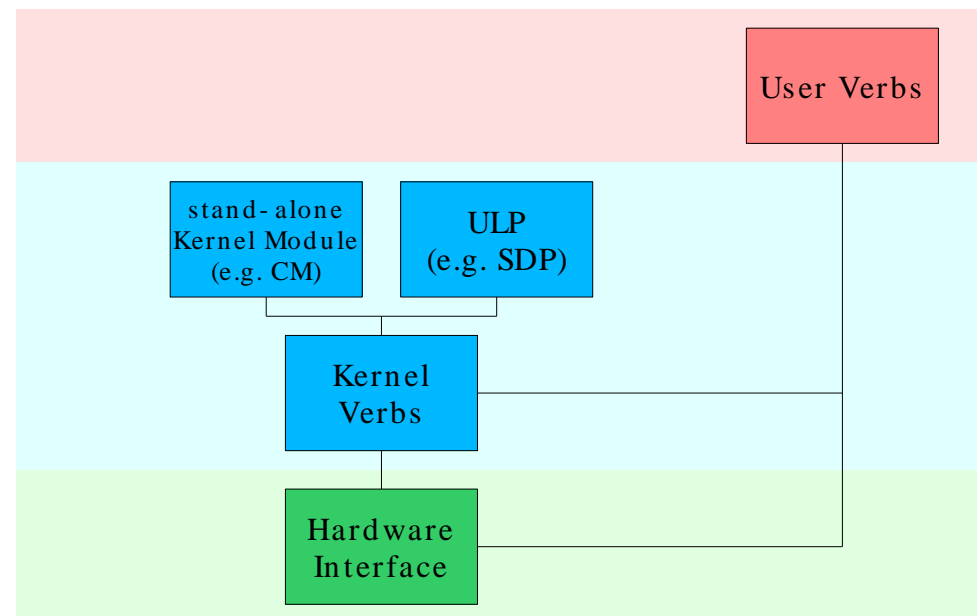 User Verbs
stand-alone
Kernel Module
(e.g. CM)
ULP
(e.g. SDP)
Kernel
Verbs
Hardware
Interface